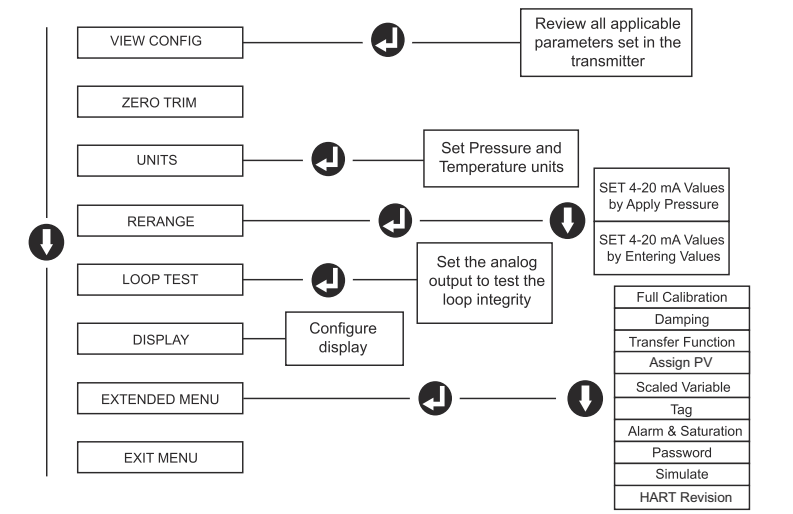 VIEW CONFIG
Review all applicable
parameters set in the
transmitter
ZERO TRIM
UNITS
Set Pressure and
Temperature units
RERANGE
SET 4-20 mA Values
by Apply Pressure
SET 4-20 mA Values
by Entering Values
LOOP TEST
Set the analog
output to test the
loop integrity
DISPLAY
Configure
display
EXTENDED MENU
Full Calibration
Damping
Transfer Function
Assign PV
Scaled Variable
Tag
Alarm & Saturation
Password
Simulate
HART Revision
EXIT MENU